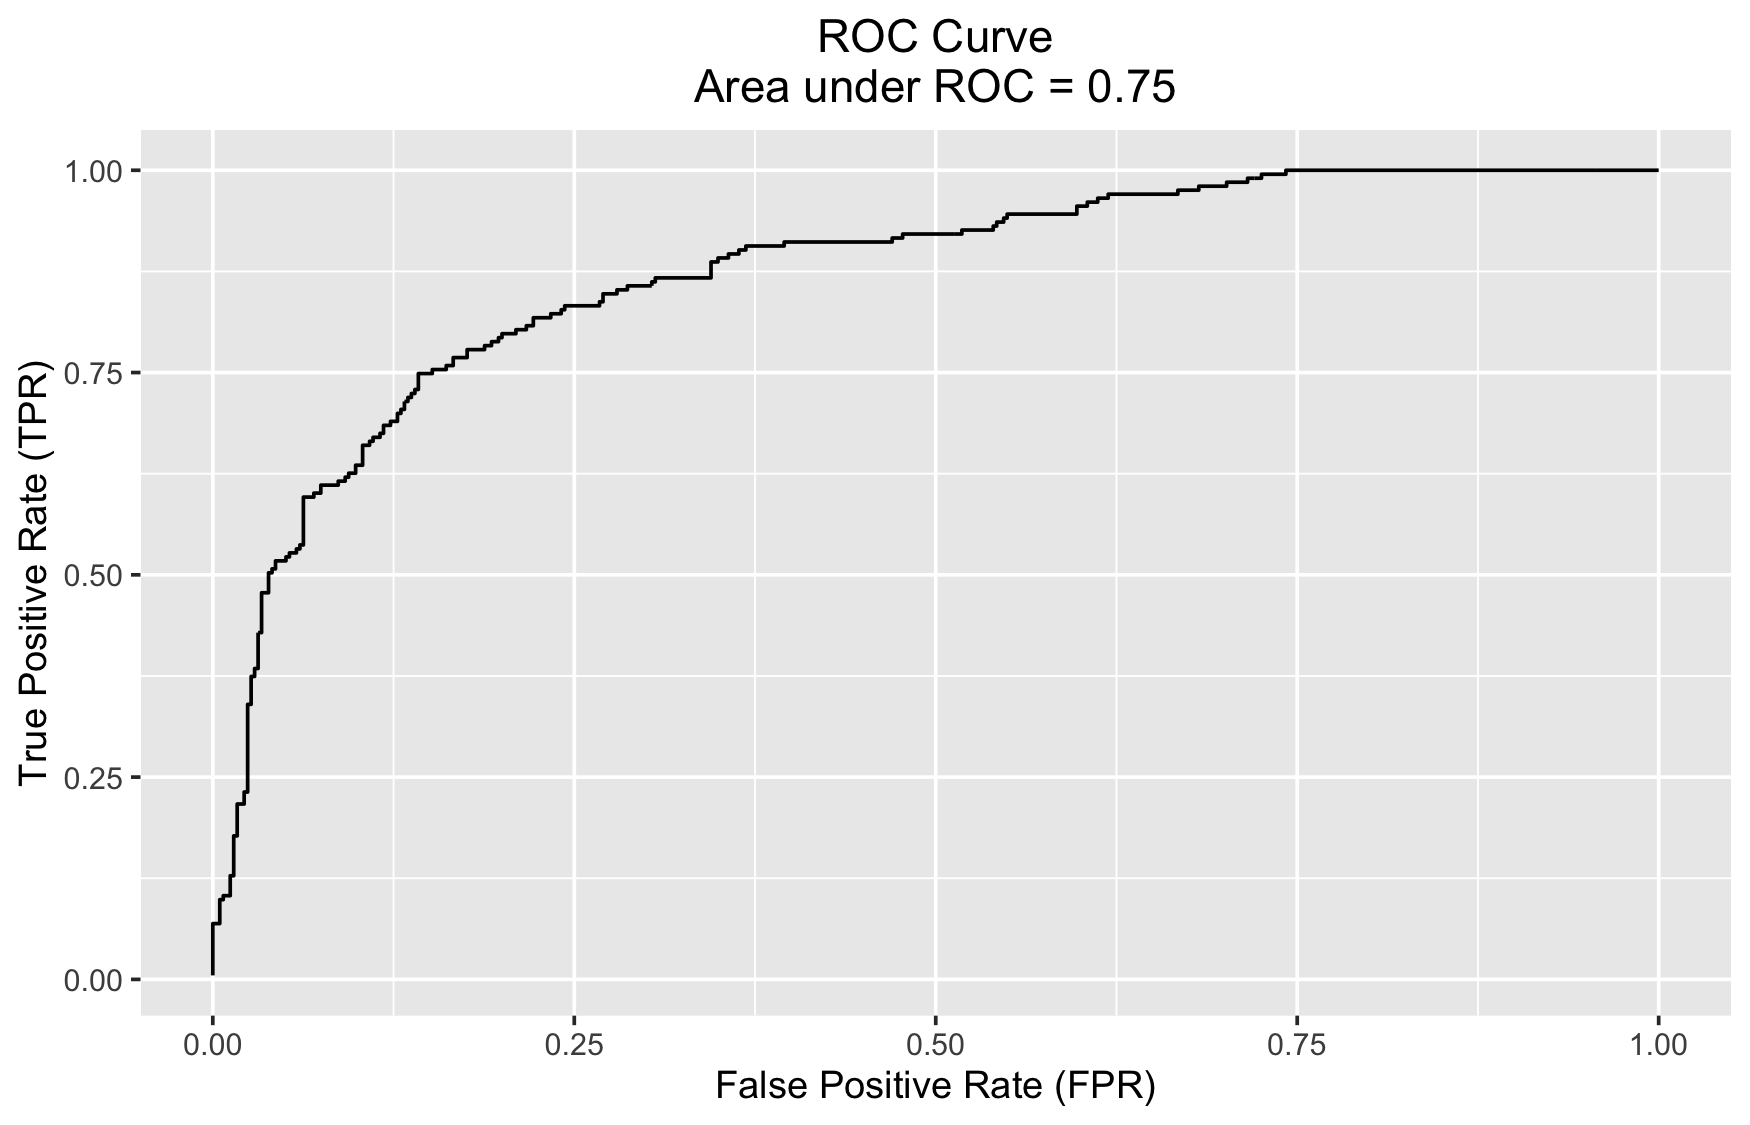 ROC Curve
Area under ROC = 0.75
True Positive Rate (TPR)
1.00
0.75
0.50
0.25
0.00
0.00 0.25 0.50 0.75 1.00
False Positive Rate (FPR)